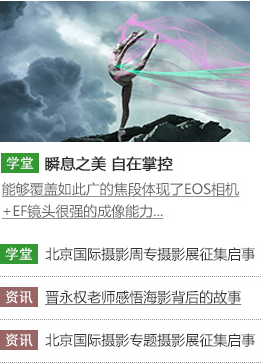 学堂 瞬息之美 自在掌控
能够覆盖如此广的焦段体现了EOS相机
+EF镜头很强的成像能力...
学堂 北京国际摄影周专摄影展征集启事
资讯 晋永权老师感悟海影背后的故事
资讯 北京国际摄影专题摄影展征集启事